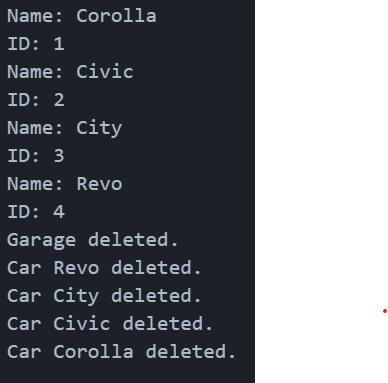 Name: Corolla
ID: 1
Name: Civic
ID: 2
Name: City
ID: 3
Name: Revo
ID: 4
Garage deleted.
Car Revo deleted.
Car City deleted.
Car Civic deleted.
Car Corolla deleted.